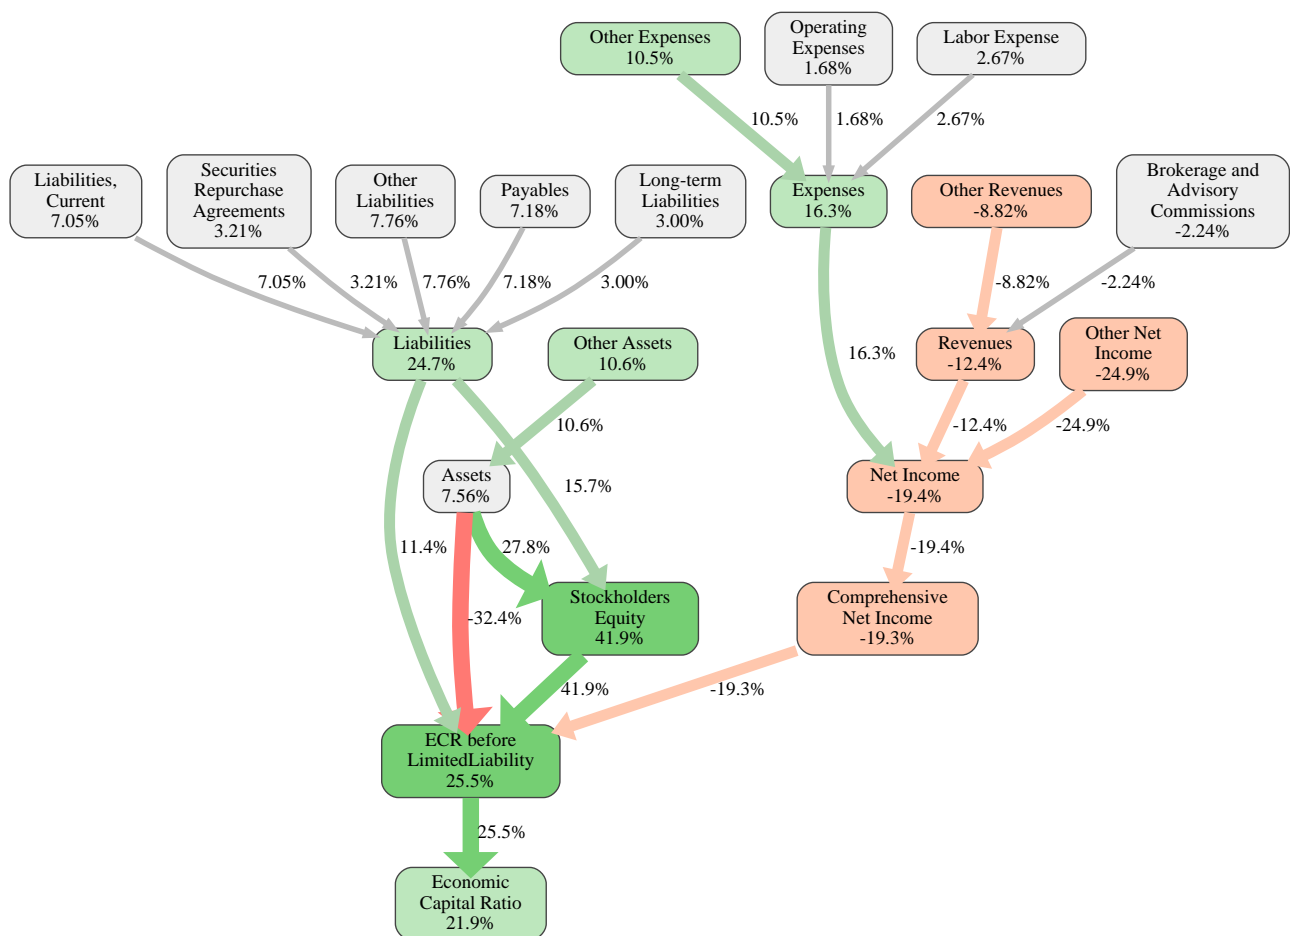 Other Expenses
10.5%
Operating
Expenses
1.68%
Labor Expense
2.67%
10.5%
1.68%
2.67%
Liabilities,
Current
7.05%
Securities
Repurchase
Agreements
3.21%
Other
Liabilities
7.76%
Payables
7.18%
Long-term
Liabilities
3.00%
Expenses
16.3%
Other Revenues
-8.82%
Brokerage and
Advisory
Commissions
-2.24%
7.05%
3.21%
7.76%
7.18%
3.00%
-8.82%
-2.24%
Liabilities
24.7%
Other Assets
10.6%
16.3%
Revenues
-12.4%
Other Net
Income
-24.9%
10.6%
-12.4%
-24.9%
Assets
7.56%
15.7%
Net Income
-19.4%
11.4%
27.8%
-19.4%
-32.4%
Stockholders
Equity
41.9%
Comprehensive
Net Income
-19.3%
41.9%
-19.3%
ECR before
LimitedLiability
25.5%
25.5%
Economic
Capital Ratio
21.9%